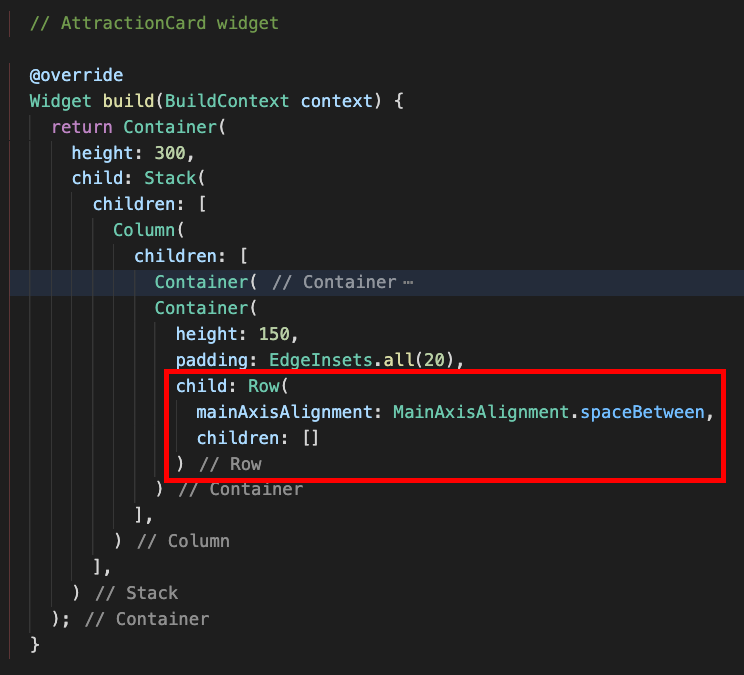 // AttractionCard widget
@override
Widget build(BuildContext context) {
return Container(
height: 300,
child: Stack(
children: [
Column(
children: [
Container( // Container ⋯
Container(
height: 150,
padding: EdgeInsets.all(20),
child: Row(
mainAxisAlignment: MainAxisAlignment.spaceBetween,
children: []
) // Row
) // Container
],
) // Column
],
) // Stack
); // Container
}